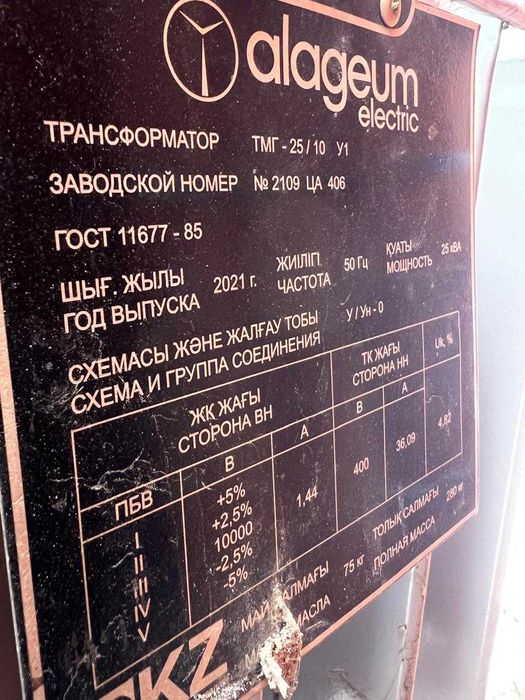 alageum
electric
ТРАНСФОРМАТОР ТМГ - 25 / 10 У1
ЗАВОДСКОЙ НОМЕР № 2109 ЦА 406
ГОСТ 11677 - 85
ШЫҒ. ЖЫЛЫ
ГОД ВЫПУСКА 2021 г.
ЖИІЛІГІ
ЧАСТОТА 50 Гц
ҚУАТЫ
МОЩНОСТЬ 25 кВА
СХЕМАСЫ ЖӘНЕ ЖАЛҒАУ ТОБЫ
СХЕМА И ГРУППА СОЕДИНЕНИЯ У / Ун - 0
ЖК ЖАҒЫ
СТОРОНА ВН
ТК ЖАҒЫ
СТОРОНА НН
Uk, %
ПБВ В А В А
I +5%
II +2,5%
III 10000 1,44 400 36,09 4,82
IV -2,5%
V -5%
МАЙ САЛМАҒЫ
МАСЛА 75 кг
ТОЛЫҚ САЛМАҒЫ
ПОЛНАЯ МАССА 280 кг
KZ